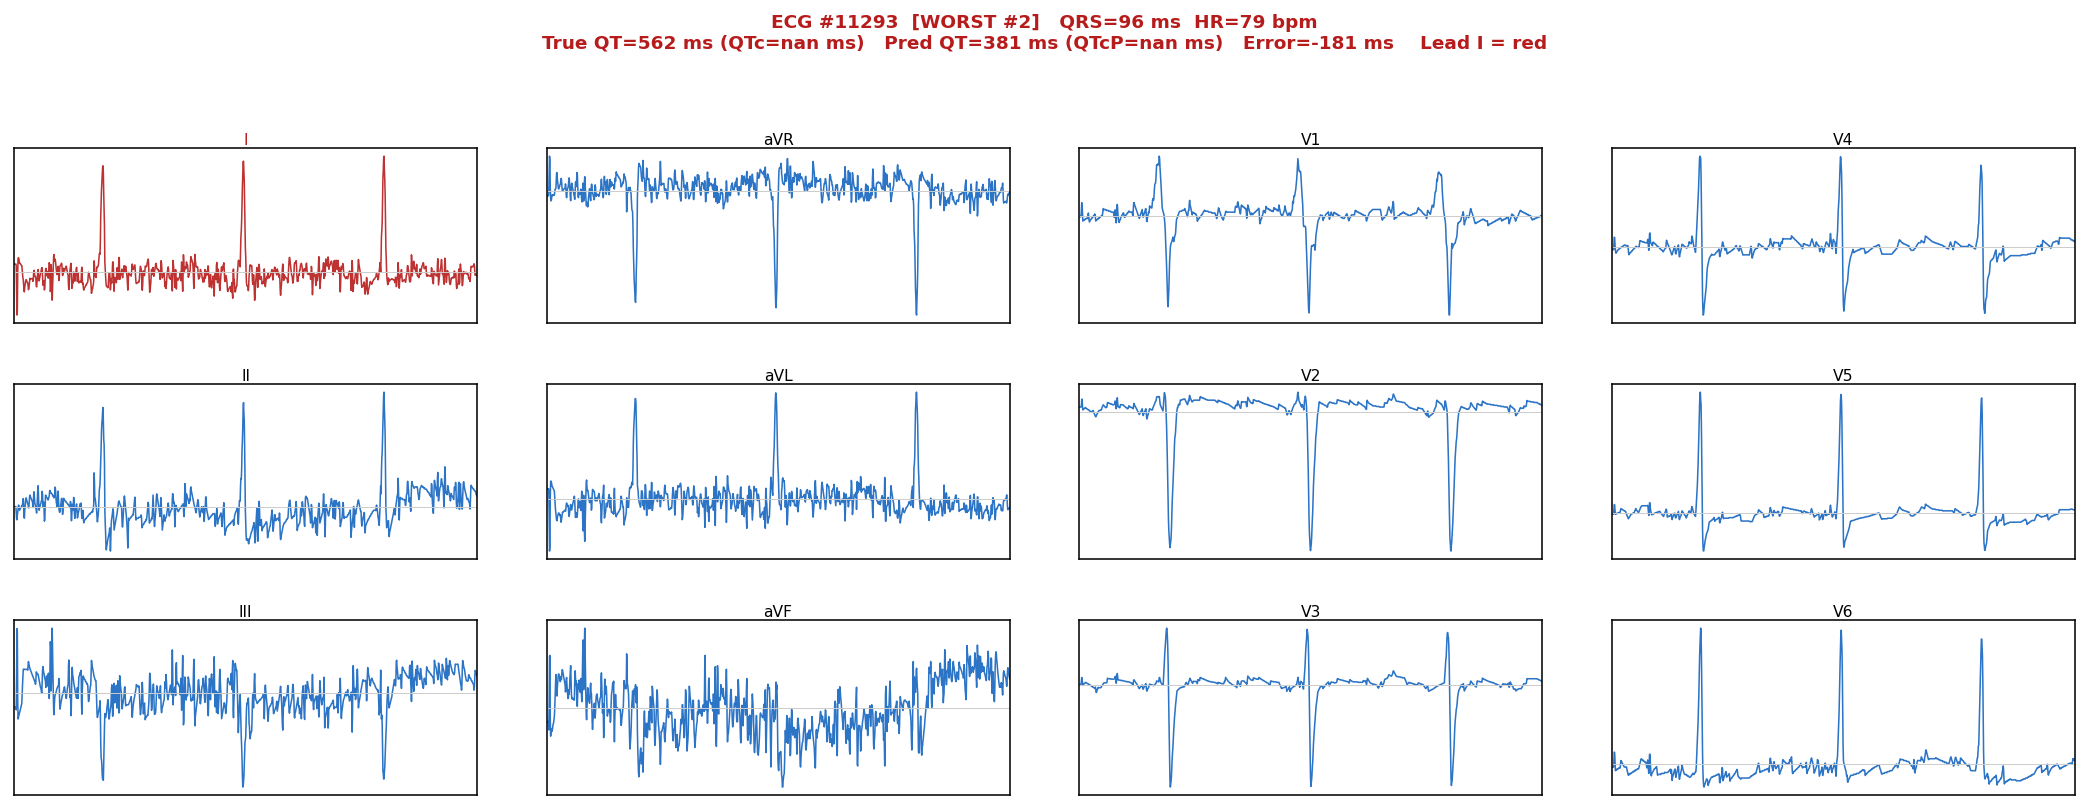 ECG #11293  [WORST #2]   QRS=96 ms  HR=79 bpm
True QT=562 ms (QTc=nan ms)   Pred QT=381 ms (QTcP=nan ms)   Error=-181 ms    Lead I = red
I
aVR
V1
V4
II
aVL
V2
V5
III
aVF
V3
V6